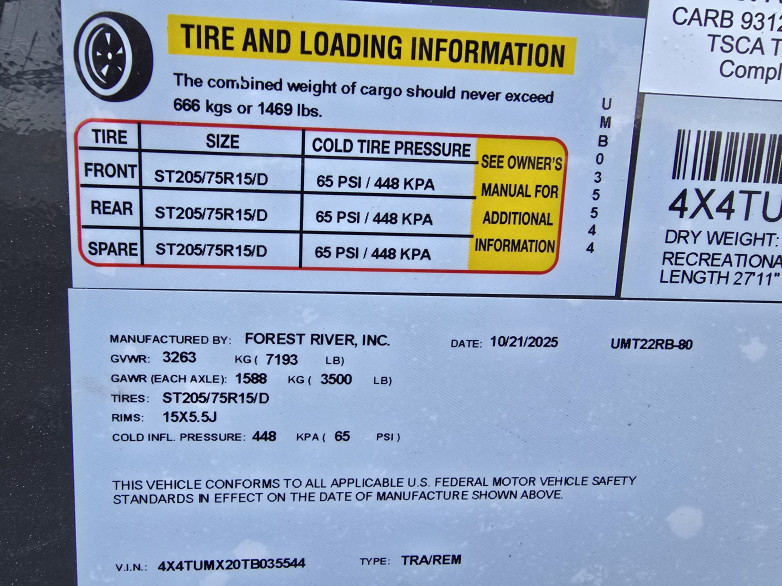 TIRE AND LOADING INFORMATION
The combined weight of cargo should never exceed
666 kgs or 1469 lbs.
TIRE SIZE COLD TIRE PRESSURE
FRONT ST205/75R15/D 65 PSI / 448 KPA
REAR ST205/75R15/D 65 PSI / 448 KPA
SPARE ST205/75R15/D 65 PSI / 448 KPA
SEE OWNER'S
MANUAL FOR
ADDITIONAL
INFORMATION
UMB035544
CARB 9312
TSCA T
Compl
4X4TU
DRY WEIGHT:
RECREATIONA
LENGTH 27'11"
MANUFACTURED BY: FOREST RIVER, INC. DATE: 10/21/2025 UMT22RB-80
GVWR: 3263 KG ( 7193 LB)
GAWR (EACH AXLE): 1588 KG ( 3500 LB)
TIRES: ST205/75R15/D
RIMS: 15X5.5J
COLD INFL. PRESSURE: 448 KPA ( 65 PSI )
THIS VEHICLE CONFORMS TO ALL APPLICABLE U.S. FEDERAL MOTOR VEHICLE SAFETY
STANDARDS IN EFFECT ON THE DATE OF MANUFACTURE SHOWN ABOVE.
V.I.N.: 4X4TUMX20TB035544 TYPE: TRA/REM